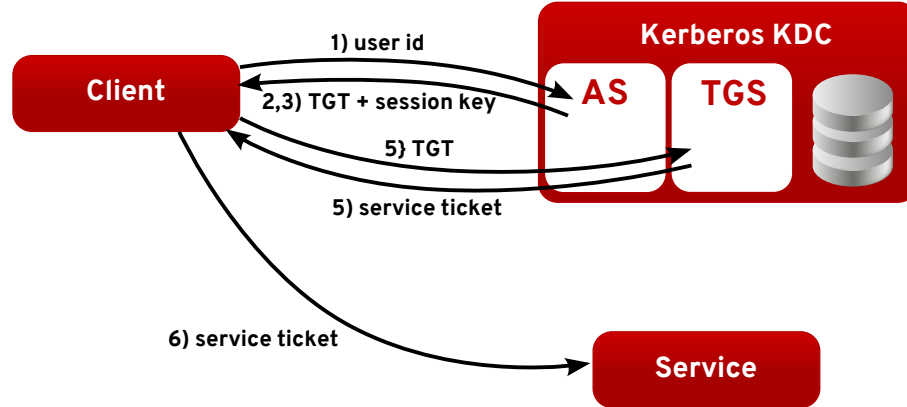 1) user id
Kerberos KDC
Client
2,3) TGT + session key
AS
TGS
5} TGT
5) service ticket
6) service ticket
Service